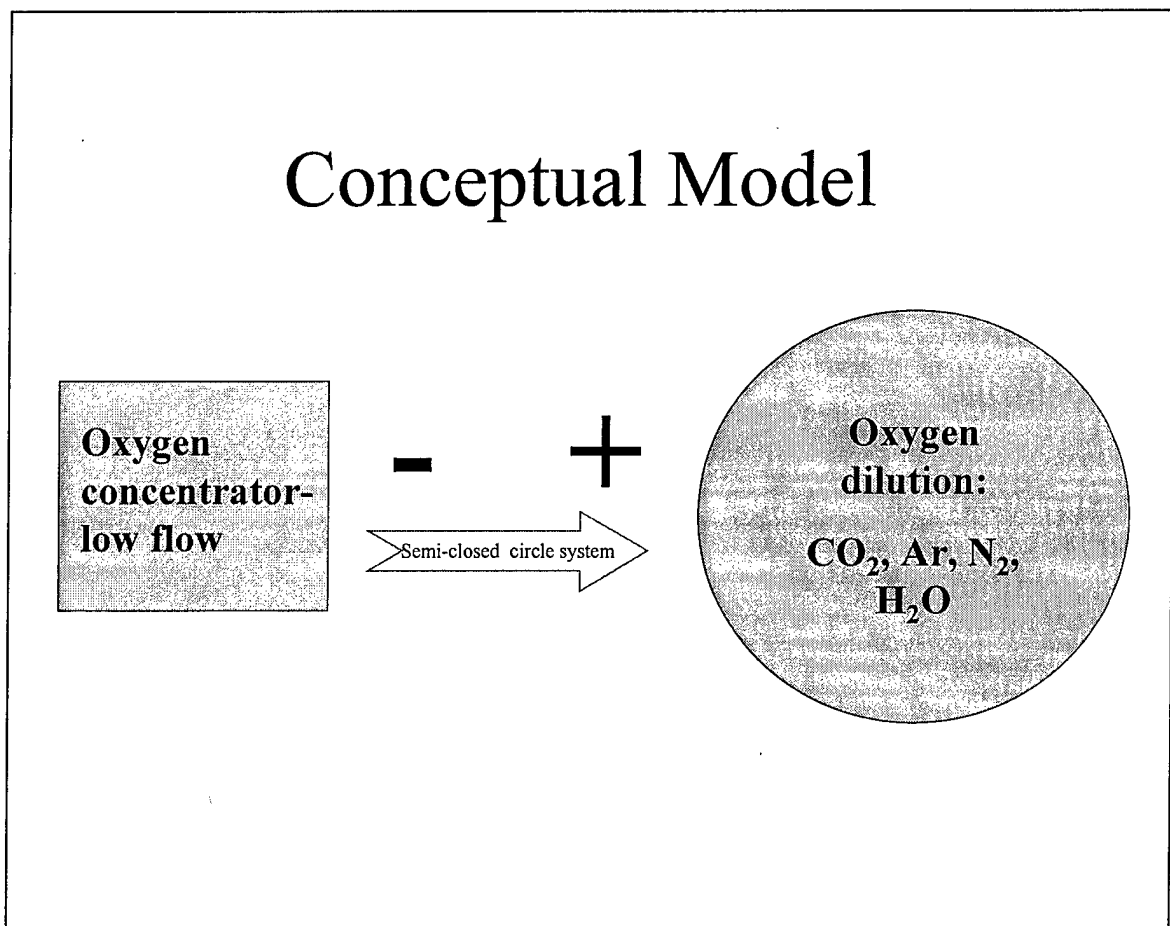 Conceptual Model
Oxygen
concentrator-
low flow
- +
Semi-closed circle system
Oxygen
dilution:
CO₂, Ar, N₂,
H₂O